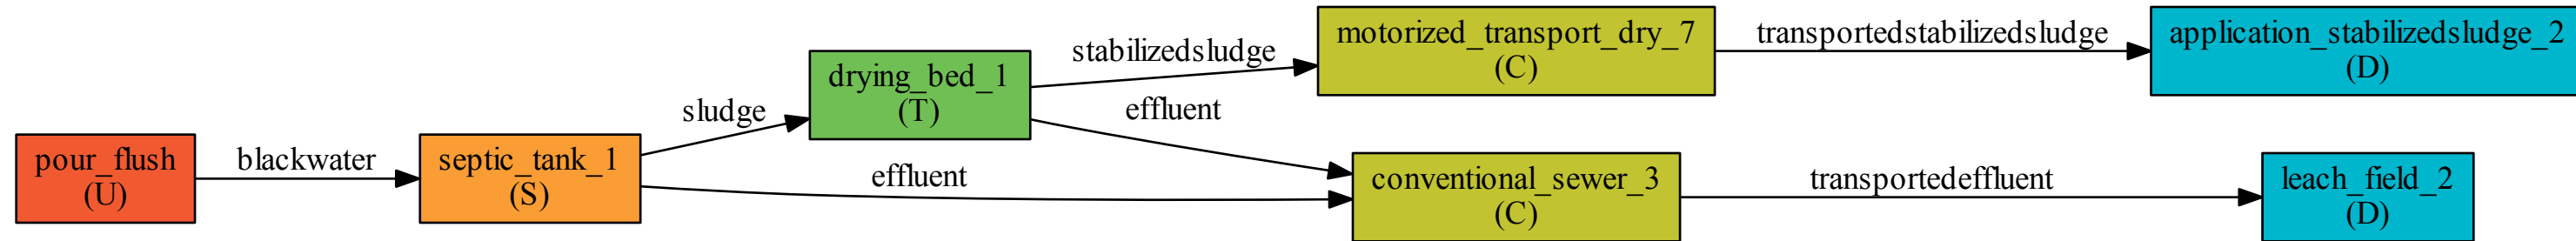 pour_flush
(U)
blackwater
septic_tank_1
(S)
sludge
effluent
drying_bed_1
(T)
stabilizedsludge
effluent
motorized_transport_dry_7
(C)
conventional_sewer_3
(C)
transportedstabilizedsludge
transportedeffluent
application_stabilizedsludge_2
(D)
leach_field_2
(D)